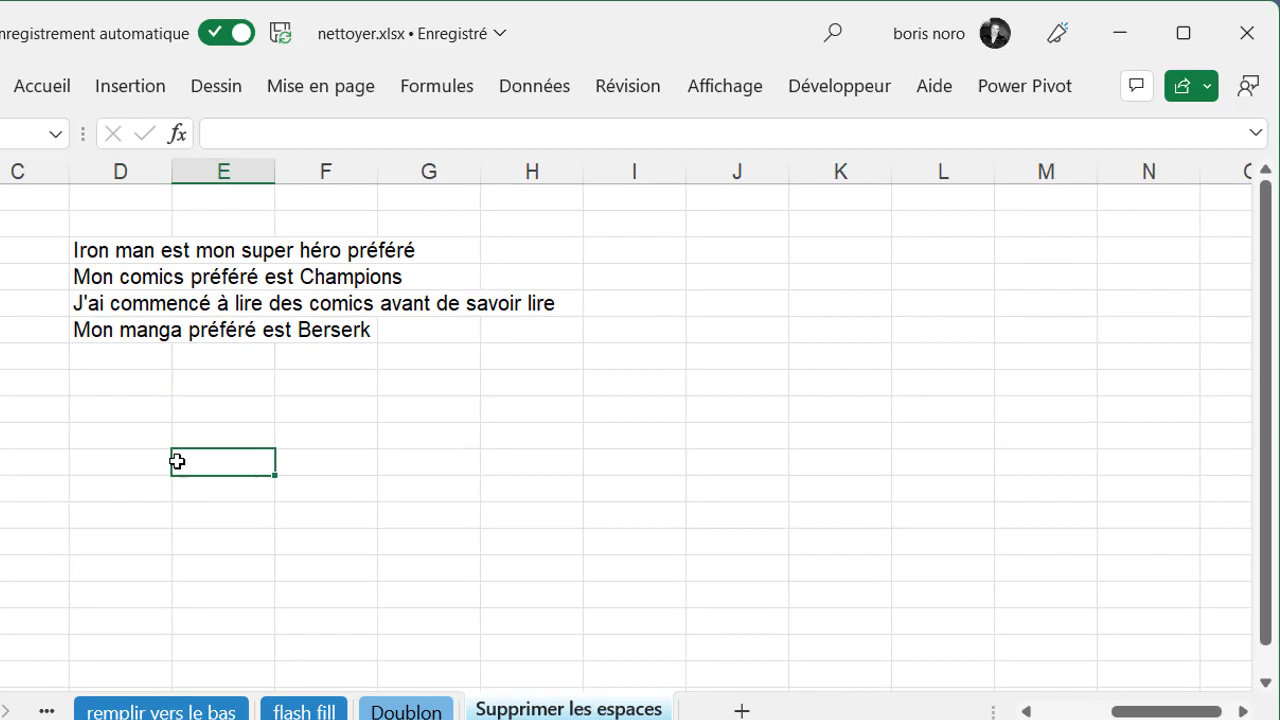 nregistrement automatique
nettoyer.xlsx • Enregistré
boris noro
Accueil Insertion Dessin Mise en page Formules Données Révision Affichage Développeur Aide Power Pivot
fx
C D E F G H I J K L M N
Iron man est mon super héro préféré
Mon comics préféré est Champions
J'ai commencé à lire des comics avant de savoir lire
Mon manga préféré est Berserk
remplir vers le bas flash fill Doublon Supprimer les espaces